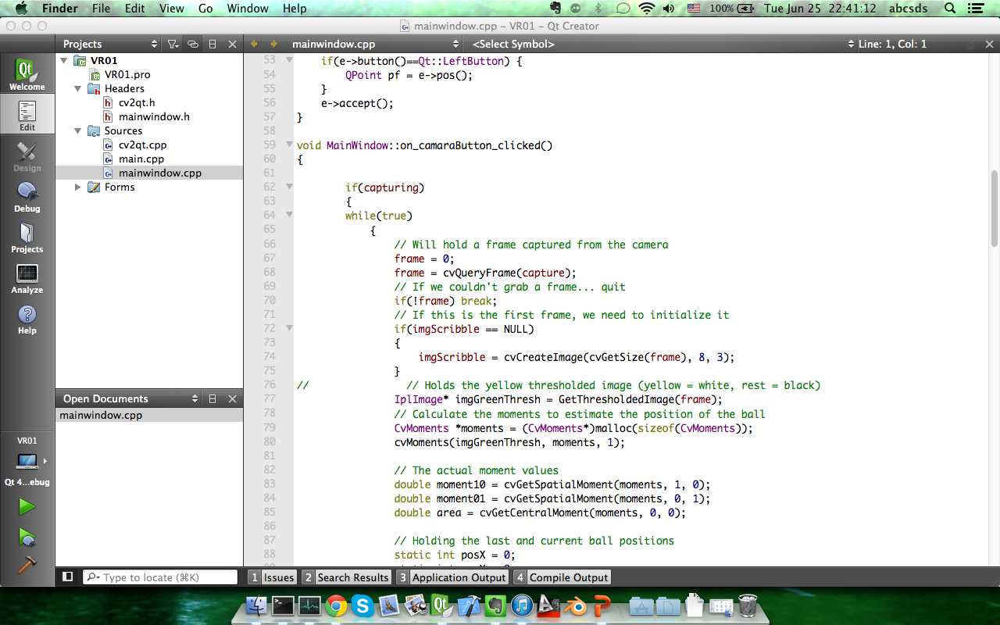 Finder File Edit View Go Window Help 100% Tue Jun 25 22:41:12 abcsds
mainwindow.cpp – VR01 – Qt Creator
Projects mainwindow.cpp <Select Symbol> Line: 1, Col: 1
Welcome
Edit
Design
Debug
Projects
Analyze
Help
VR01
Qt 4...ebug
VR01
VR01.pro
Headers
cv2qt.h
mainwindow.h
Sources
cv2qt.cpp
main.cpp
mainwindow.cpp
Forms
Open Documents
mainwindow.cpp
53 if(e->button()==Qt::LeftButton) {
54 QPoint pf = e->pos();
55 }
56 e->accept();
57 }
58
59 void MainWindow::on_camaraButton_clicked()
60 {
61
62 if(capturing)
63 {
64 while(true)
65 {
66 // Will hold a frame captured from the camera
67 frame = 0;
68 frame = cvQueryFrame(capture);
69 // If we couldn't grab a frame... quit
70 if(!frame) break;
71 // If this is the first frame, we need to initialize it
72 if(imgScribble == NULL)
73 {
74 imgScribble = cvCreateImage(cvGetSize(frame), 8, 3);
75 }
76 // // Holds the yellow thresholded image (yellow = white, rest = black)
77 IplImage* imgGreenThresh = GetThresholdedImage(frame);
78 // Calculate the moments to estimate the position of the ball
79 CvMoments *moments = (CvMoments*)malloc(sizeof(CvMoments));
80 cvMoments(imgGreenThresh, moments, 1);
81
82 // The actual moment values
83 double moment10 = cvGetSpatialMoment(moments, 1, 0);
84 double moment01 = cvGetSpatialMoment(moments, 0, 1);
85 double area = cvGetCentralMoment(moments, 0, 0);
86
87 // Holding the last and current ball positions
88 static int posX = 0;
Type to locate (⌘K) 1 Issues 2 Search Results 3 Application Output 4 Compile Output